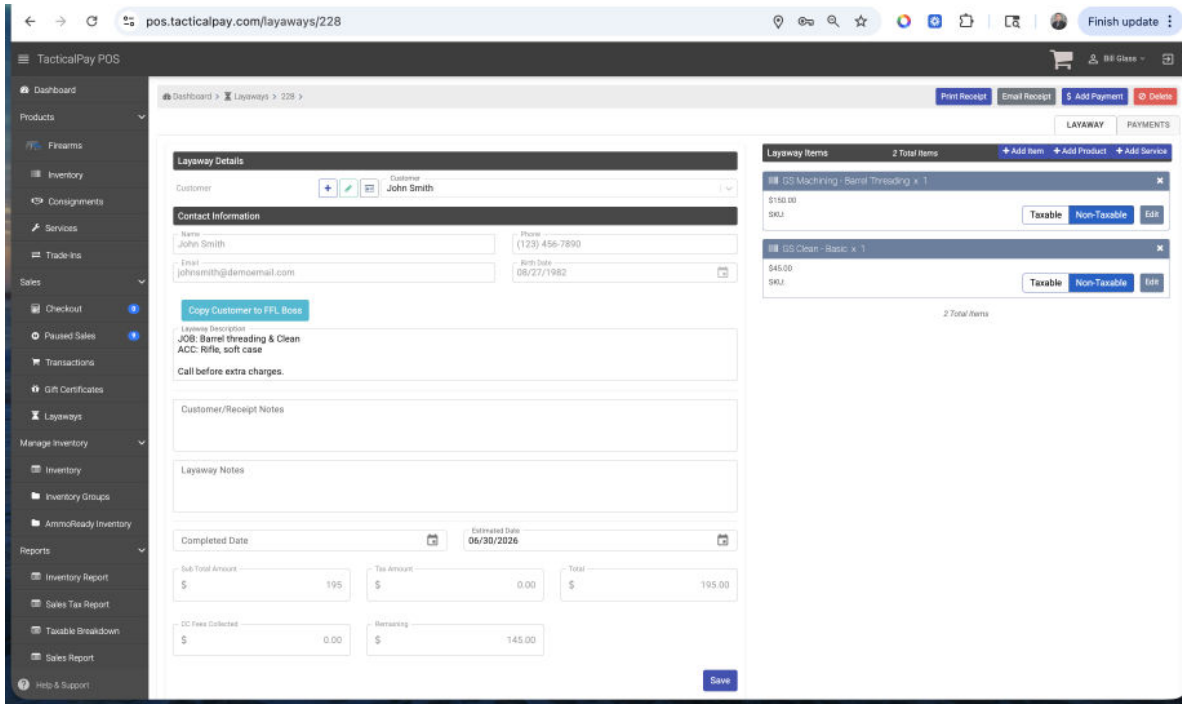 pos.tacticalpay.com/layaways/228
Finish update
TacticalPay POS
Bill Glass
Dashboard
Products
Firearms
Inventory
Consignments
Services
Trade-Ins
Sales
Checkout 0
Paused Sales
Transactions
Gift Certificates
Layaways
Manage Inventory
Inventory
Inventory Groups
AmmoReady Inventory
Reports
Inventory Report
Sales Tax Report
Taxable Breakdown
Sales Report
Help & Support
Dashboard > Layaways > 228 >
Print Receipt Email Receipt $ Add Payment Delete
LAYAWAY PAYMENTS
Layaway Details
Customer
Customer
John Smith
Contact Information
Name
John Smith
Phone
(123) 456-7890
Email
johnsmith@demoemail.com
Birth Date
08/27/1982
Copy Customer to FFL Boss
Layaway Description
JOB: Barrel threading & Clean
ACC: Rifle, soft case
Call before extra charges.
Customer/Receipt Notes
Layaway Notes
Completed Date
Estimated Date
06/30/2026
Sub Total Amount
$ 195
Tax Amount
$ 0.00
Total
$ 195.00
CC Fees Collected
$ 0.00
Remaining
$ 145.00
Save
Layaway Items 2 Total Items + Add Item + Add Product + Add Service
GS Machining - Barrel Threading x 1
$150.00
SKU:
Taxable Non-Taxable Edit
GS Clean - Basic x 1
$45.00
SKU:
Taxable Non-Taxable Edit
2 Total Items